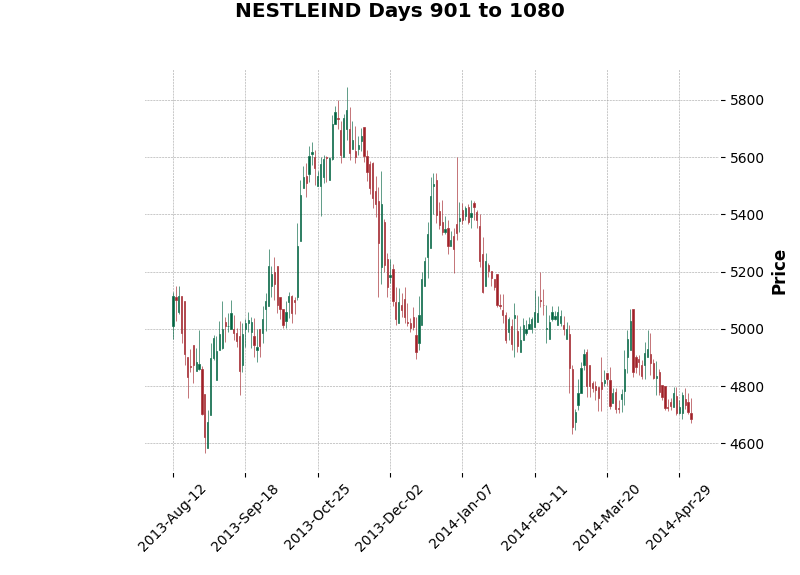 NESTLEIND Days 901 to 1080
5800
5600
5400
5200
5000
4800
4600
Price
2013-Aug-12
2013-Sep-18
2013-Oct-25
2013-Dec-02
2014-Jan-07
2014-Feb-11
2014-Mar-20
2014-Apr-29